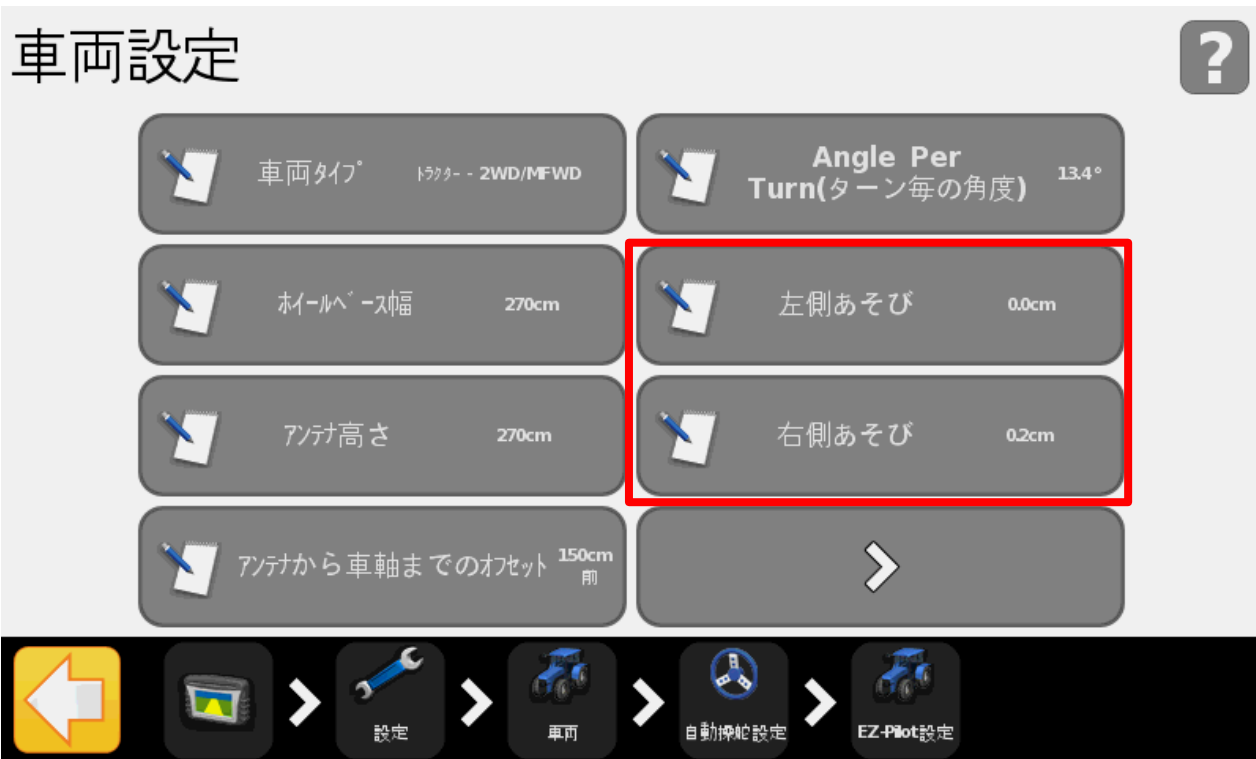 車両設定
?
車両ﾀｲﾌﾟ ﾄﾗｸﾀｰ - 2WD/MFWD
Angle Per
Turn(ターン毎の角度) 13.4°
ﾎｲｰﾙﾍﾞｰｽ幅 270cm
左側あそび 0.0cm
ｱﾝﾃﾅ高さ 270cm
右側あそび 0.2cm
ｱﾝﾃﾅから車軸までのｵﾌｾｯﾄ 150cm
前
設定
車両
自動操舵設定
EZ-Pilot設定